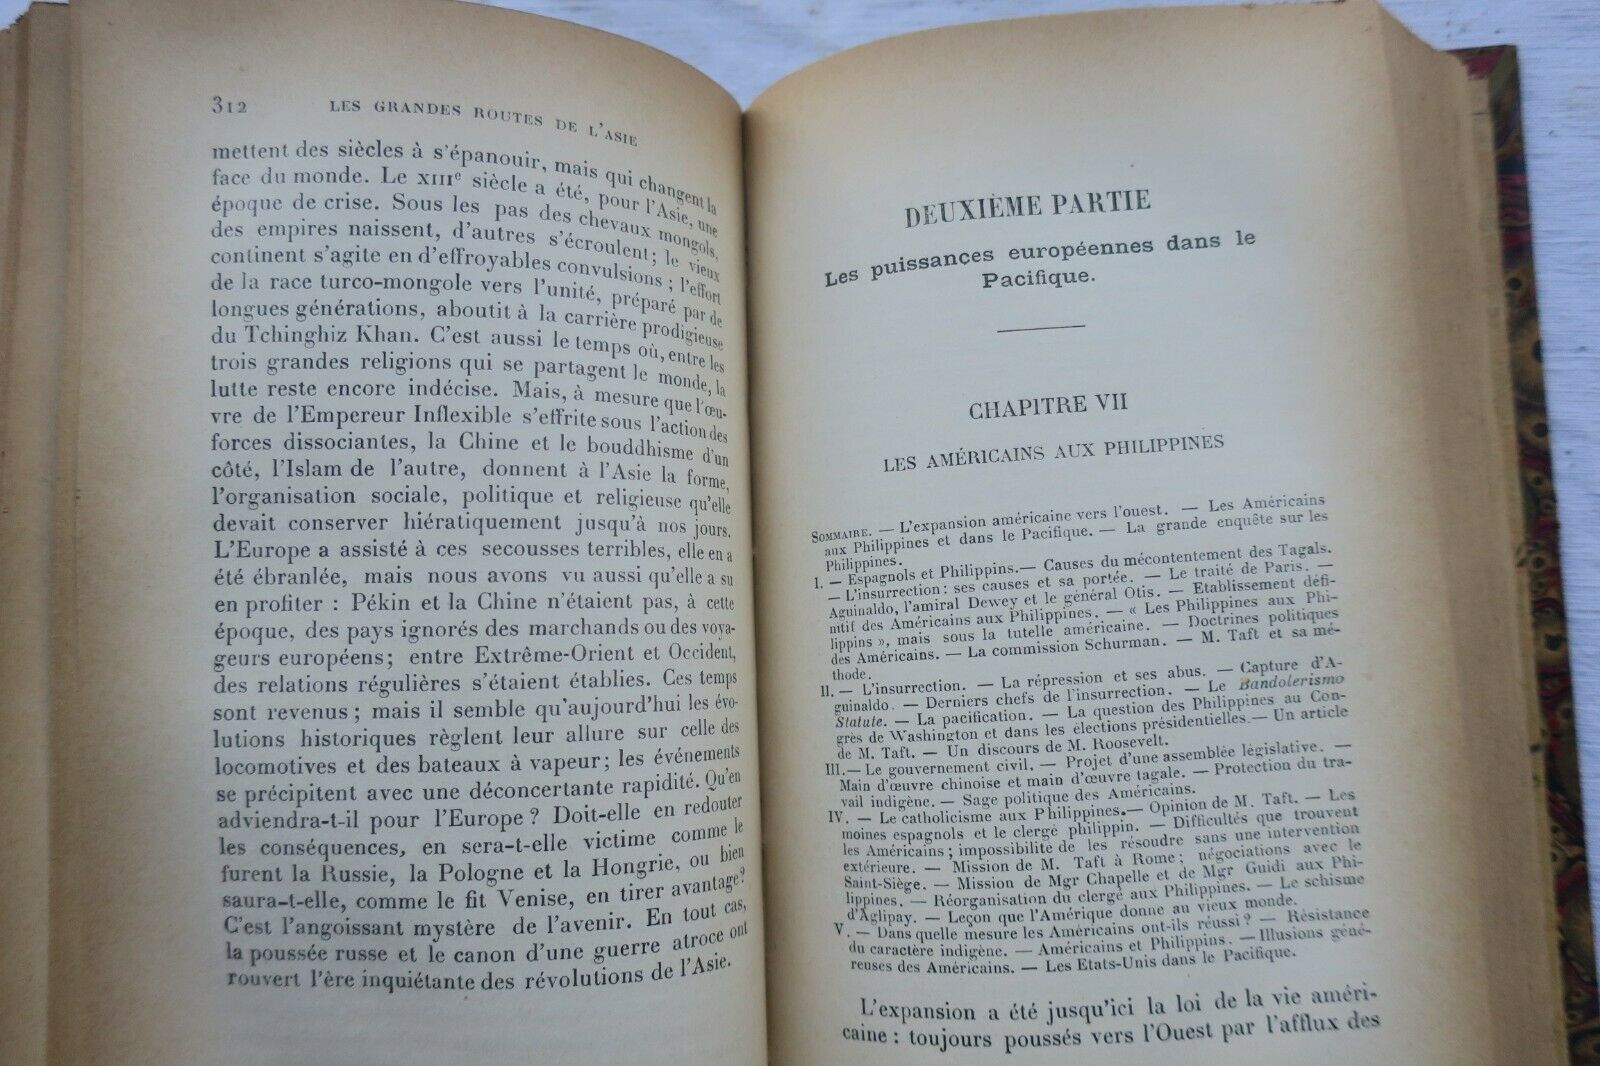 312 LES GRANDES ROUTES DE L'ASIE
mettent des siècles à s'épanouir, mais qui changent la
face du monde. Le XIIIe siècle a été, pour l'Asie, une
époque de crise. Sous les pas des chevaux mongols,
des empires naissent, d'autres s'écroulent; le vieux
continent s'agite en d'effroyables convulsions; l'effort
de la race turco-mongole vers l'unité, préparé par de
longues générations, aboutit à la carrière prodigieuse
du Tchinghiz Khan. C'est aussi le temps où, entre les
trois grandes religions qui se partagent le monde, la
lutte reste encore indécise. Mais, à mesure que l'œu-
vre de l'Empereur Inflexible s'effrite sous l'action des
forces dissociantes, la Chine et le bouddhisme d'un
côté, l'Islam de l'autre, donnent à l'Asie la forme,
l'organisation sociale, politique et religieuse qu'elle
devait conserver hiératiquement jusqu'à nos jours.
L'Europe a assisté à ces secousses terribles, elle en a
été ébranlée, mais nous avons vu aussi qu'elle a su
en profiter : Pékin et la Chine n'étaient pas, à cette
époque, des pays ignorés des marchands ou des voya-
geurs européens; entre Extrême-Orient et Occident,
des relations régulières s'étaient établies. Ces temps
sont revenus; mais il semble qu'aujourd'hui les évo-
lutions historiques règlent leur allure sur celle des
locomotives et des bateaux à vapeur; les événements
se précipitent avec une déconcertante rapidité. Qu'en
adviendra-t-il pour l'Europe? Doit-elle en redouter
les conséquences, en sera-t-elle victime comme le
furent la Russie, la Pologne et la Hongrie, ou bien
saura-t-elle, comme le fit Venise, en tirer avantage?
C'est l'angoissant mystère de l'avenir. En tout cas,
la poussée russe et le canon d'une guerre atroce ont
rouvert l'ère inquiétante des révolutions de l'Asie.
DEUXIÈME PARTIE
Les puissances européennes dans le
Pacifique.
CHAPITRE VII
LES AMÉRICAINS AUX PHILIPPINES
SOMMAIRE. — L'expansion américaine vers l'ouest. — Les Américains
aux Philippines et dans le Pacifique. — La grande enquête sur les
Philippines.
I. — Espagnols et Philippins. — Causes du mécontentement des Tagals.
— L'insurrection : ses causes et sa portée. — Le traité de Paris. —
Aguinaldo, l'amiral Dewey et le général Otis. — Etablissement défi-
nitif des Américains aux Philippines. — « Les Philippines aux Phi-
lippins », mais sous la tutelle américaine. — Doctrines politiques
des Américains. — La commission Schurman. — M. Taft et sa mé-
thode.
II. — L'insurrection. — La répression et ses abus. — Capture d'A-
guinaldo. — Derniers chefs de l'insurrection. — Le Bandolerismo
Statute. — La pacification. — La question des Philippines au Con-
grès de Washington et dans les élections présidentielles. — Un article
de M. Taft. — Un discours de M. Roosevelt.
III. — Le gouvernement civil. — Projet d'une assemblée législative. —
Main d'œuvre chinoise et main d'œuvre tagale. — Protection du tra-
vail indigène. — Sage politique des Américains.
IV. — Le catholicisme aux Philippines. — Opinion de M. Taft. — Les
moines espagnols et le clergé philippin. — Difficultés que trouvent
les Américains; impossibilité de les résoudre sans une intervention
extérieure. — Mission de M. Taft à Rome; négociations avec le
Saint-Siège. — Mission de Mgr Chapelle et de Mgr Guidi aux Phi-
lippines. — Réorganisation du clergé aux Philippines. — Le schisme
d'Aglipay. — Leçon que l'Amérique donne au vieux monde.
V. — Dans quelle mesure les Américains ont-ils réussi? — Résistance
du caractère indigène. — Américains et Philippins. — Illusions géné-
reuses des Américains. — Les Etats-Unis dans le Pacifique.
L'expansion a été jusqu'ici la loi de la vie améri-
caine : toujours poussés vers l'Ouest par l'afflux des